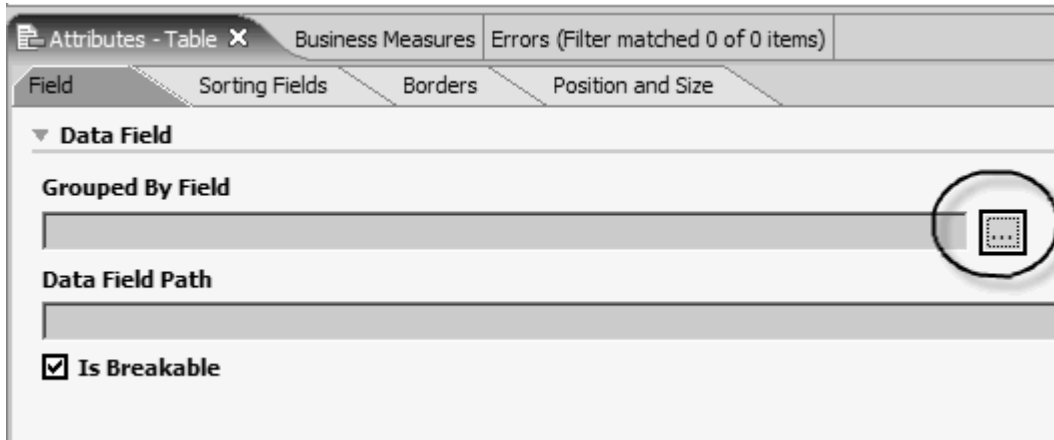 Attributes - Table Business Measures Errors (Filter matched 0 of 0 items)
Field Sorting Fields Borders Position and Size
Data Field
Grouped By Field
...
Data Field Path
Is Breakable